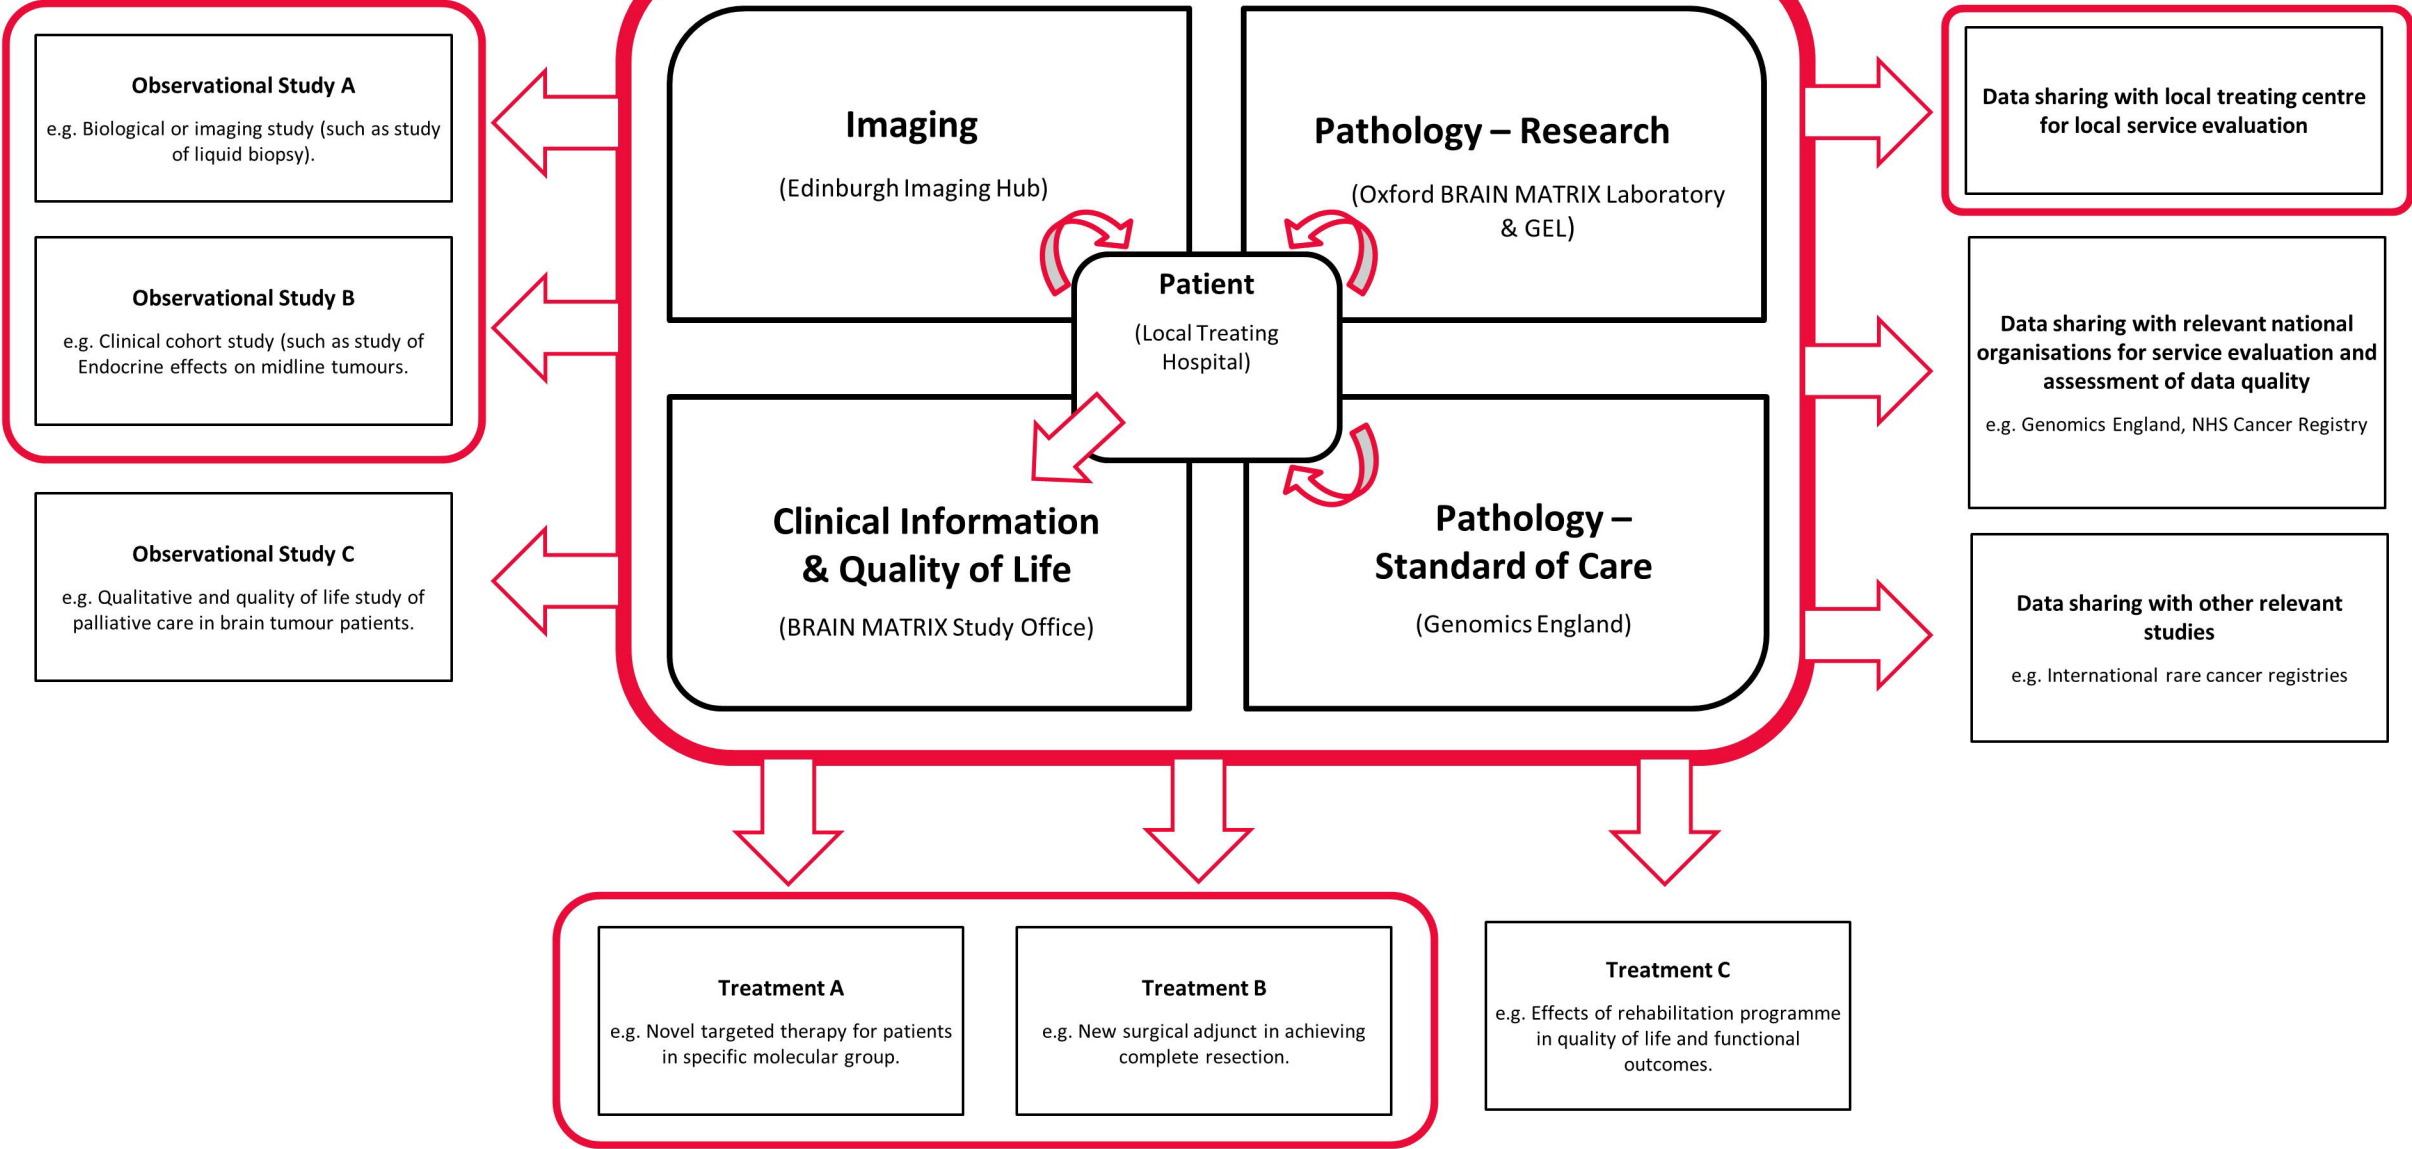 Observational Study A
e.g. Biological or imaging study (such as study
of liquid biopsy).
Observational Study B
e.g. Clinical cohort study (such as study of
Endocrine effects on midline tumours.
Observational Study C
e.g. Qualitative and quality of life study of
palliative care in brain tumour patients.
Imaging
(Edinburgh Imaging Hub)
Pathology – Research
(Oxford BRAIN MATRIX Laboratory
& GEL)
Patient
(Local Treating
Hospital)
Clinical Information
& Quality of Life
(BRAIN MATRIX Study Office)
Pathology –
Standard of Care
(Genomics England)
Data sharing with local treating centre
for local service evaluation
Data sharing with relevant national
organisations for service evaluation and
assessment of data quality
e.g. Genomics England, NHS Cancer Registry
Data sharing with other relevant
studies
e.g. International rare cancer registries
Treatment A
e.g. Novel targeted therapy for patients
in specific molecular group.
Treatment B
e.g. New surgical adjunct in achieving
complete resection.
Treatment C
e.g. Effects of rehabilitation programme
in quality of life and functional
outcomes.